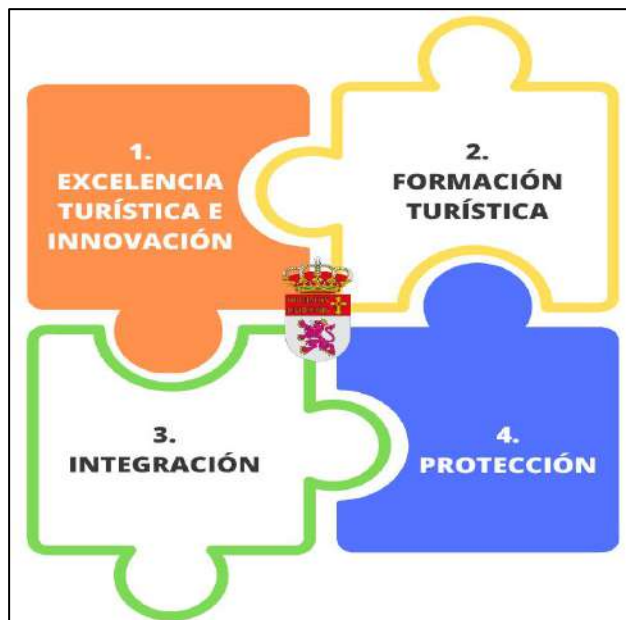 1.
EXCELENCIA
TURÍSTICA E
INNOVACIÓN
2.
FORMACIÓN
TURÍSTICA
3.
INTEGRACIÓN
4.
PROTECCIÓN